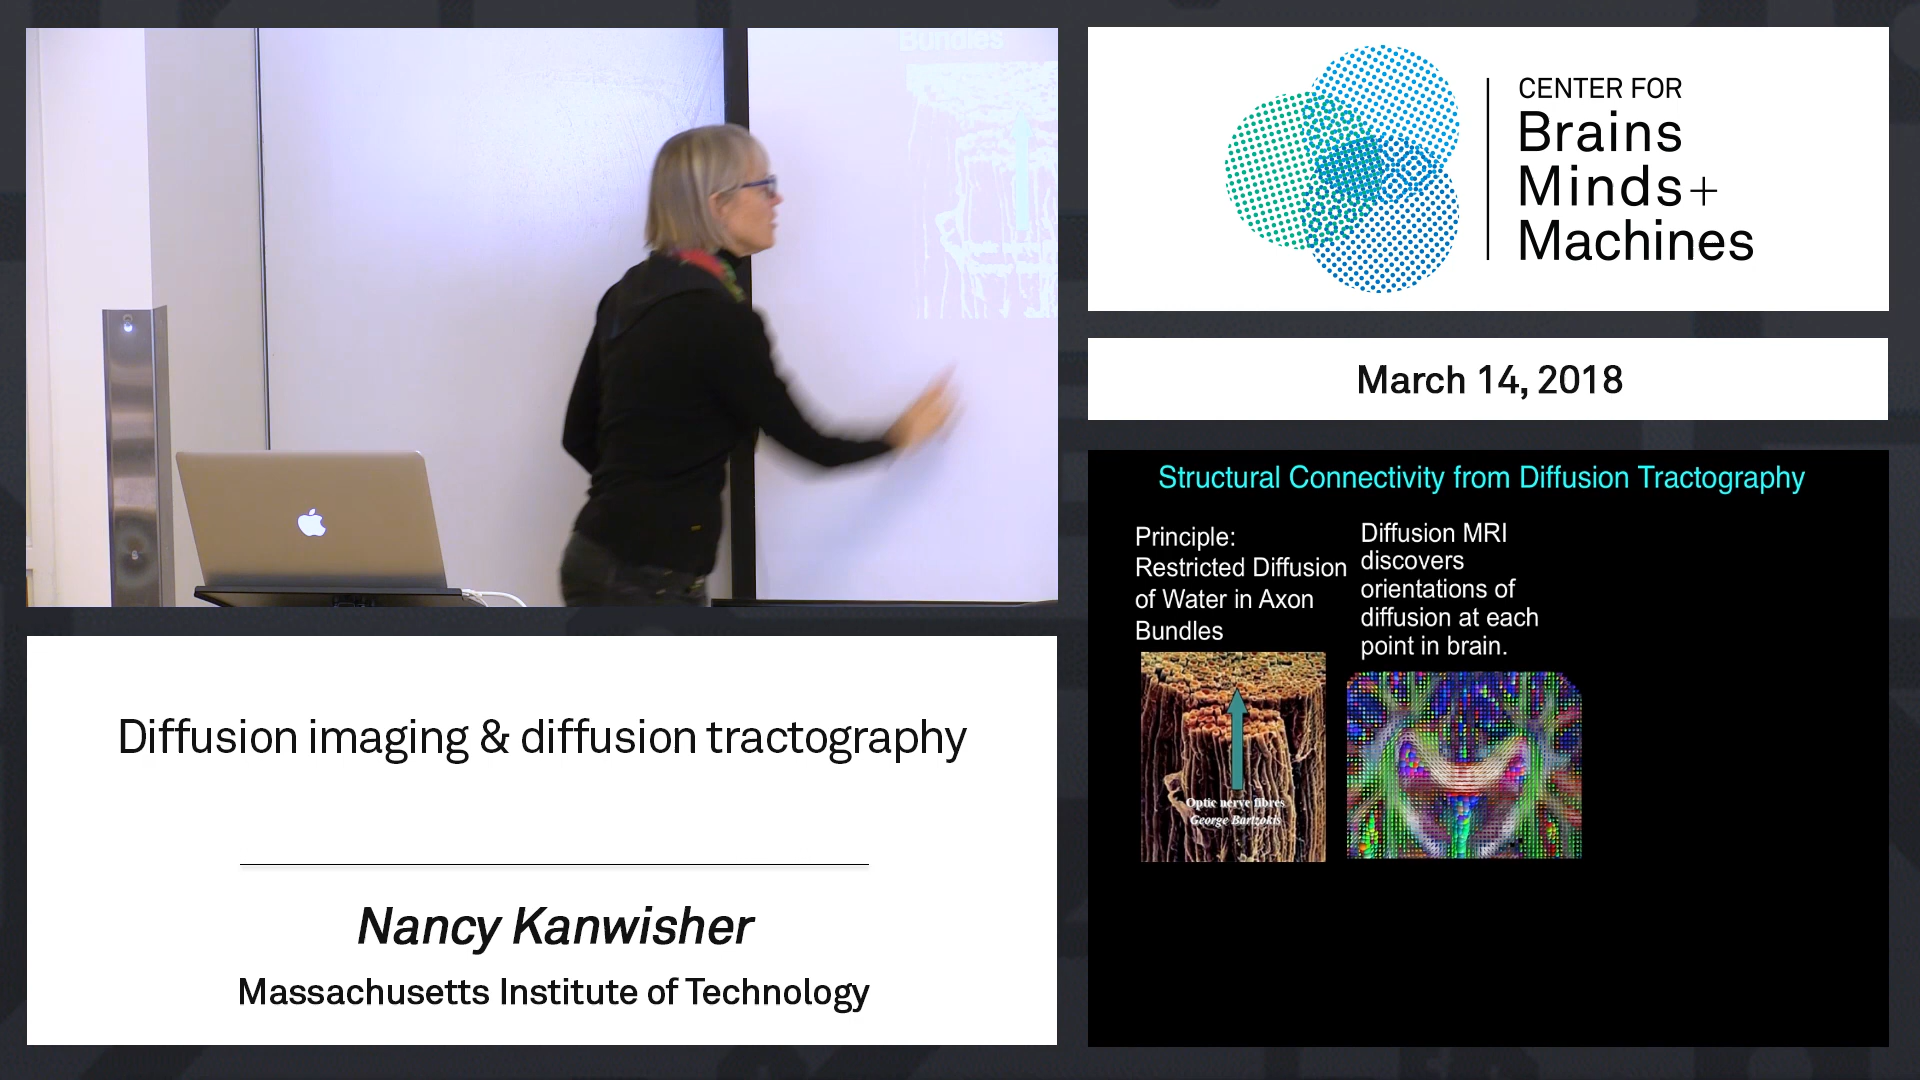 Bundles
CENTER FOR
Brains
Minds+
Machines
March 14, 2018
Structural Connectivity from Diffusion Tractography
Principle:
Restricted Diffusion
of Water in Axon
Bundles
Diffusion MRI
discovers
orientations of
diffusion at each
point in brain.
Optic nerve fibres
George Bartzokis
Diffusion imaging & diffusion tractography
Nancy Kanwisher
Massachusetts Institute of Technology